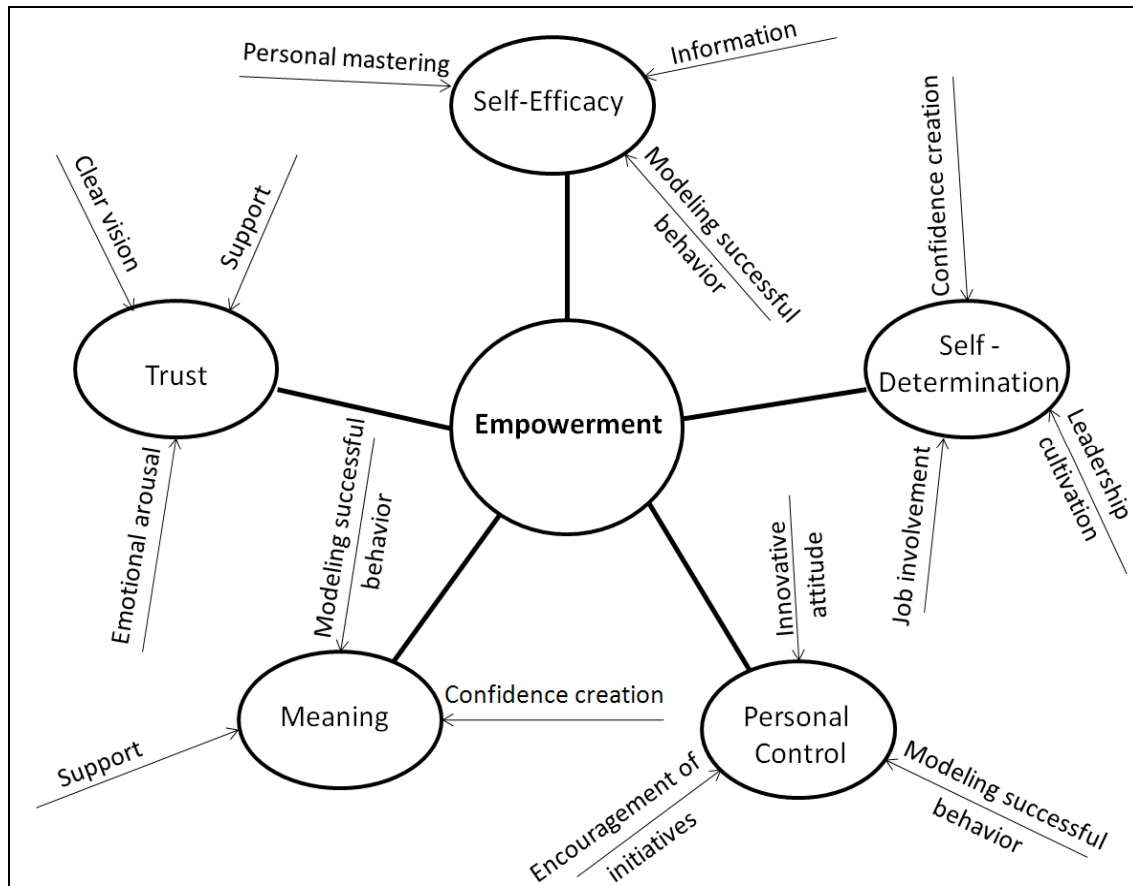 Personal mastering
Information
Self-Efficacy
Modeling successful
behavior
Confidence creation
Clear vision
Support
Trust
Emotional arousal
Self -
Determination
Leadership
cultivation
Job involvement
Empowerment
Modeling successful
behavior
Meaning
Support
Confidence creation
Innovative
attitude
Personal
Control
Encouragement of
initiatives
Modeling successful
behavior